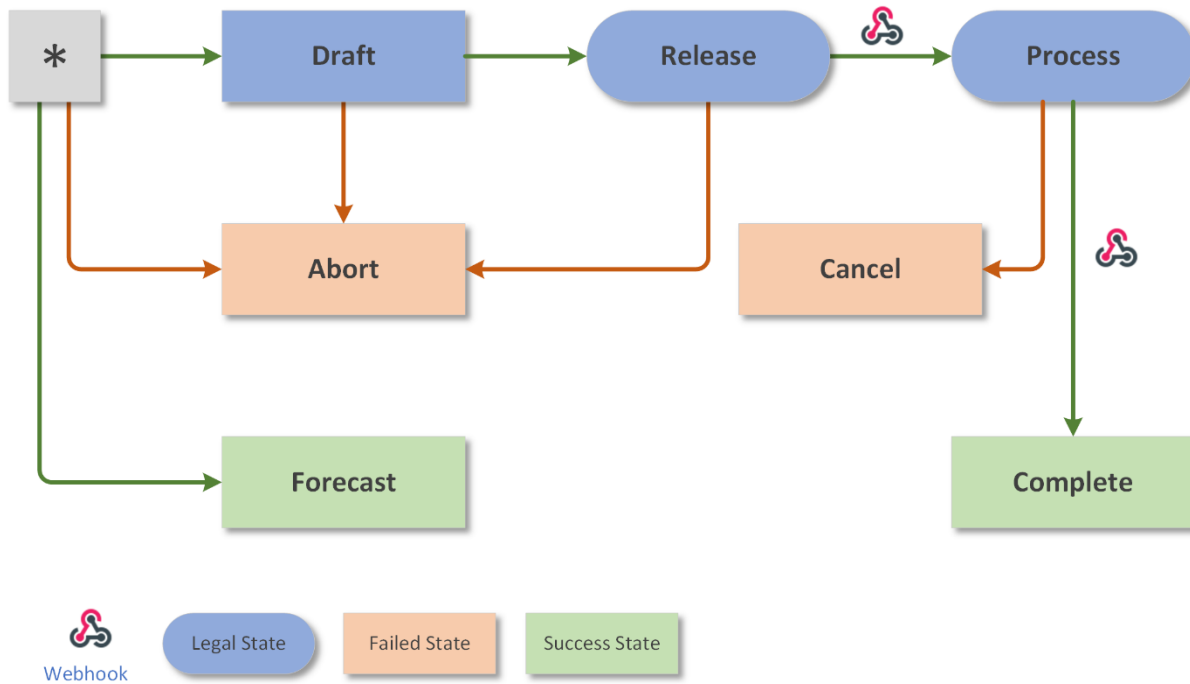 *
Draft
Release
Process
Abort
Cancel
Forecast
Complete
Webhook
Legal State
Failed State
Success State